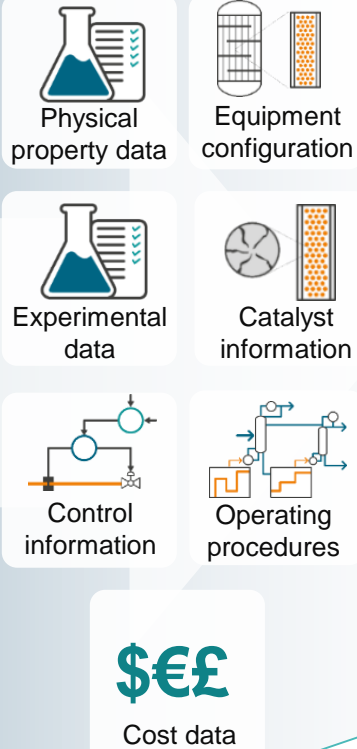 Physical
property data
Equipment
configuration
Experimental
data
Catalyst
information
Control
information
Operating
procedures
$€£
Cost data